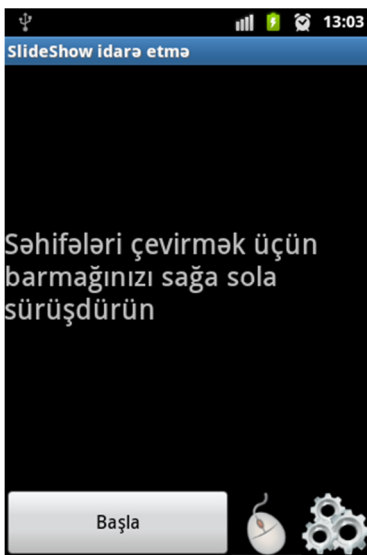 13:03
SlideShow idarə etmə
Səhifələri çevirmək üçün
barmağınızı sağa sola
sürüşdürün
Başla